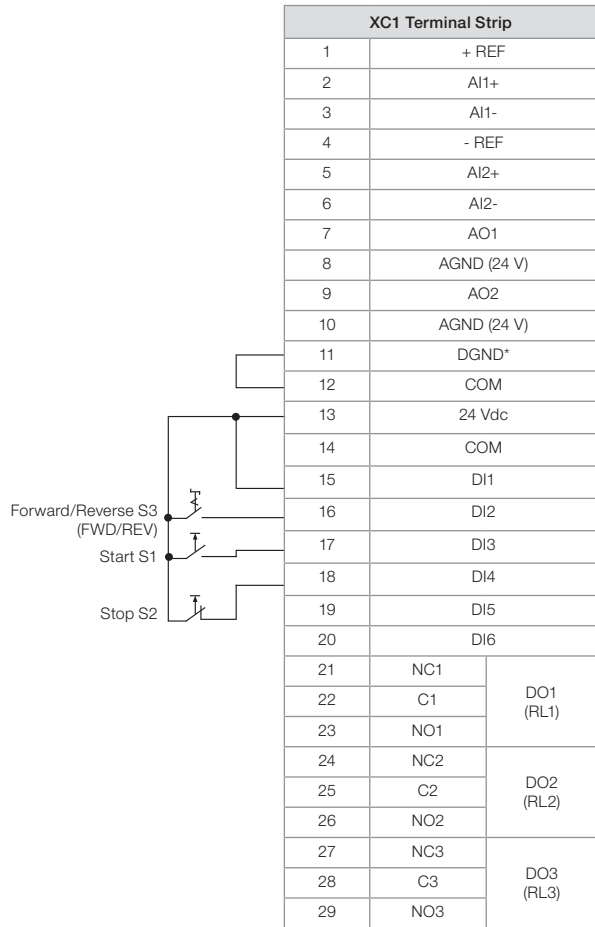 XC1 Terminal Strip
1 + REF
2 AI1+
3 AI1-
4 - REF
5 AI2+
6 AI2-
7 AO1
8 AGND (24 V)
9 AO2
10 AGND (24 V)
11 DGND*
12 COM
13 24 Vdc
14 COM
15 DI1
Forward/Reverse S3
(FWD/REV)
16 DI2
Start S1
17 DI3
18 DI4
Stop S2
19 DI5
20 DI6
21 NC1
22 C1
23 NO1
DO1
(RL1)
24 NC2
25 C2
26 NO2
DO2
(RL2)
27 NC3
28 C3
29 NO3
DO3
(RL3)